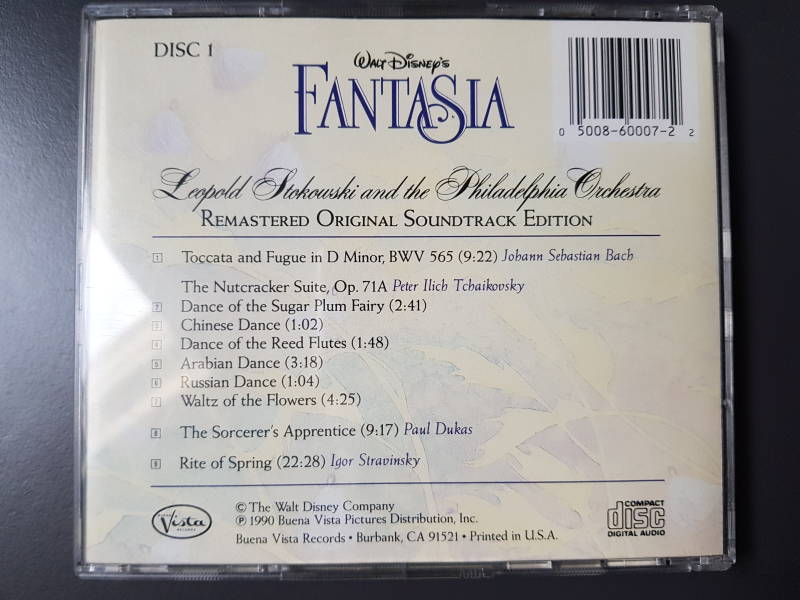 DISC 1
WALT DISNEY'S
FANTASIA
0 5008-60007-2 2
Leopold Stokowski and the Philadelphia Orchestra
REMASTERED ORIGINAL SOUNDTRACK EDITION
1 Toccata and Fugue in D Minor, BWV 565 (9:22) Johann Sebastian Bach
The Nutcracker Suite, Op. 71A Peter Ilich Tchaikovsky
2 Dance of the Sugar Plum Fairy (2:41)
3 Chinese Dance (1:02)
4 Dance of the Reed Flutes (1:48)
5 Arabian Dance (3:18)
6 Russian Dance (1:04)
7 Waltz of the Flowers (4:25)
8 The Sorcerer's Apprentice (9:17) Paul Dukas
9 Rite of Spring (22:28) Igor Stravinsky
Vista
RECORDS
© The Walt Disney Company
℗ 1990 Buena Vista Pictures Distribution, Inc.
Buena Vista Records • Burbank, CA 91521 • Printed in U.S.A.
COMPACT
disc
DIGITAL AUDIO